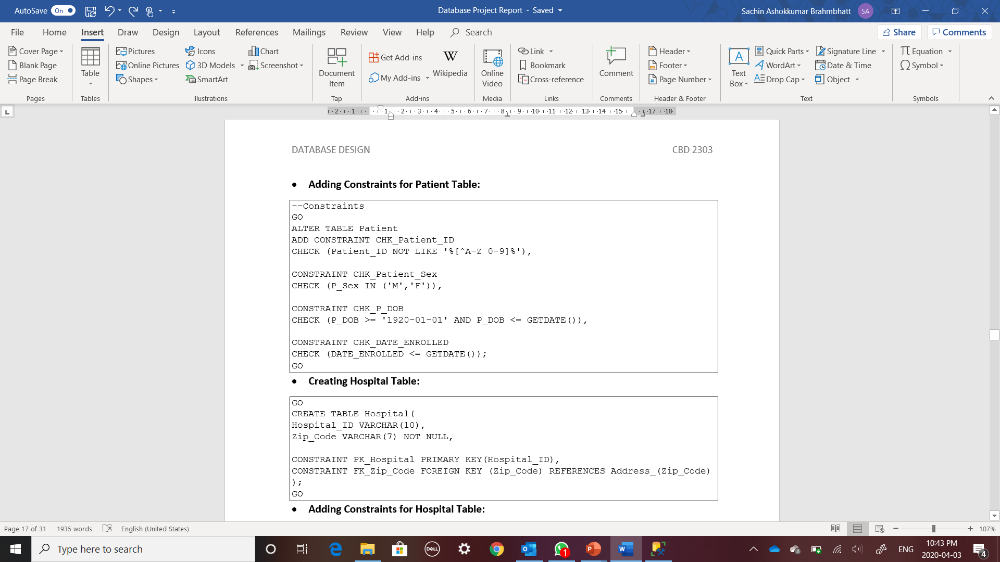 AutoSave On
Database Project Report - Saved
Sachin Ashokkumar Brahmbhatt SA
File Home Insert Draw Design Layout References Mailings Review View Help Search
Share Comments
Cover Page
Blank Page
Page Break
Pages
Table
Tables
Pictures
Online Pictures
Shapes
Icons
3D Models
SmartArt
Chart
Screenshot
Illustrations
Document
Item
Tap
Get Add-ins
My Add-ins
W
Wikipedia
Add-ins
Online
Video
Media
Link
Bookmark
Cross-reference
Links
Comment
Comments
Header
Footer
Page Number
Header & Footer
Text
Box
Quick Parts
WordArt
Drop Cap
Signature Line
Date & Time
Object
Text
Equation
Symbol
Symbols
L
2 1 1 2 3 4 5 6 7 8 9 10 11 12 13 14 15 17 18
DATABASE DESIGN CBD 2303
• Adding Constraints for Patient Table:
--Constraints
GO
ALTER TABLE Patient
ADD CONSTRAINT CHK_Patient_ID
CHECK (Patient_ID NOT LIKE '%[^A-Z 0-9]%'),
CONSTRAINT CHK_Patient_Sex
CHECK (P_Sex IN ('M','F')),
CONSTRAINT CHK_P_DOB
CHECK (P_DOB >= '1920-01-01' AND P_DOB <= GETDATE()),
CONSTRAINT CHK_DATE_ENROLLED
CHECK (DATE_ENROLLED <= GETDATE());
GO
• Creating Hospital Table:
GO
CREATE TABLE Hospital(
Hospital_ID VARCHAR(10),
Zip_Code VARCHAR(7) NOT NULL,
CONSTRAINT PK_Hospital PRIMARY KEY(Hospital_ID),
CONSTRAINT FK_Zip_Code FOREIGN KEY (Zip_Code) REFERENCES Address_(Zip_Code)
);
GO
• Adding Constraints for Hospital Table:
Page 17 of 31 1935 words English (United States) 107%
Type here to search
DELL
1
ENG
10:43 PM
2020-04-03
4